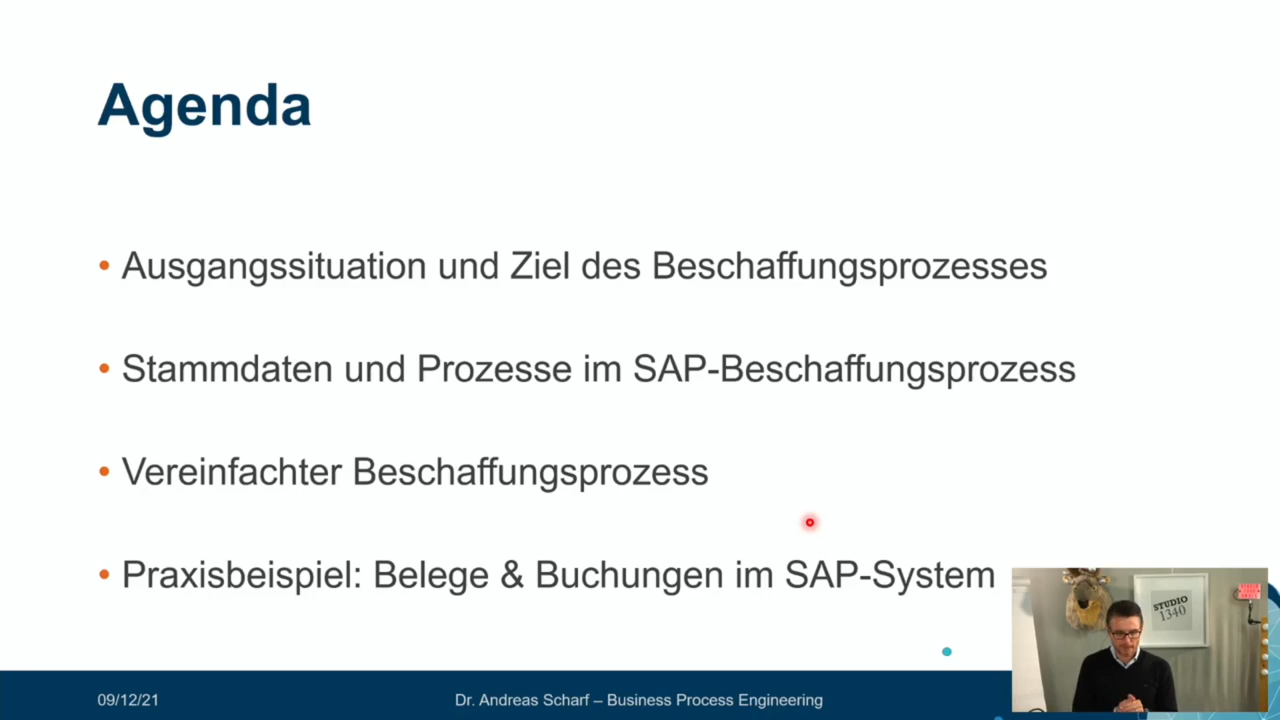 Agenda
• Ausgangssituation und Ziel des Beschaffungsprozesses
• Stammdaten und Prozesse im SAP-Beschaffungsprozess
• Vereinfachter Beschaffungsprozess
• Praxisbeispiel: Belege & Buchungen im SAP-System
STUDIO
1340
09/12/21
Dr. Andreas Scharf – Business Process Engineering